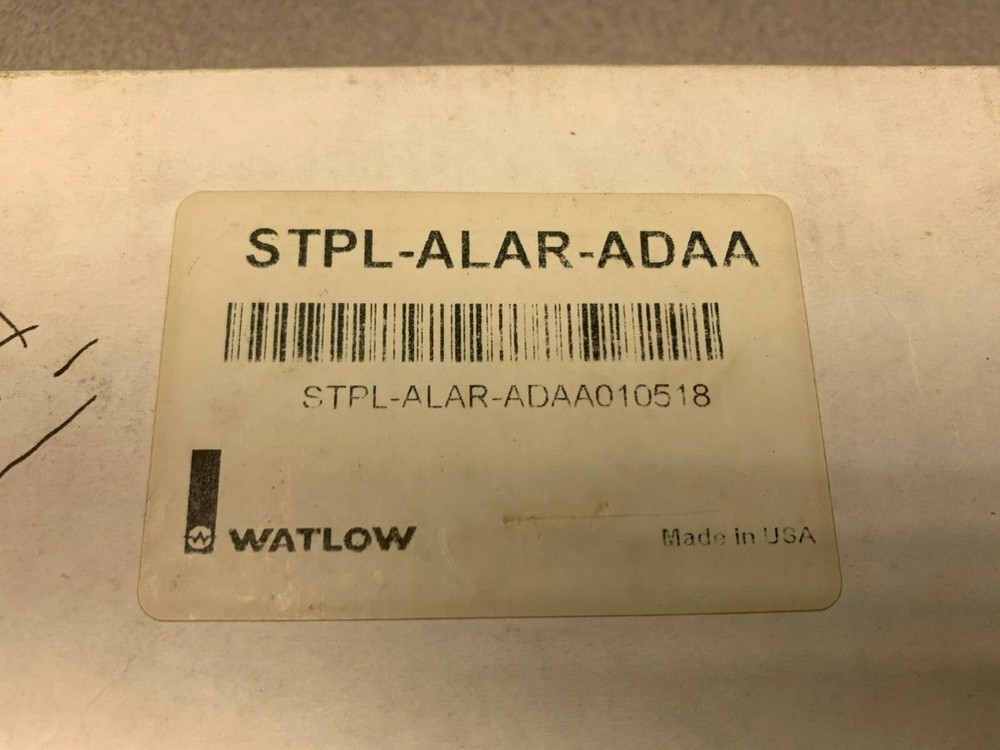 STPL-ALAR-ADAA
STPL-ALAR-ADAA010518
WATLOW
Made in USA